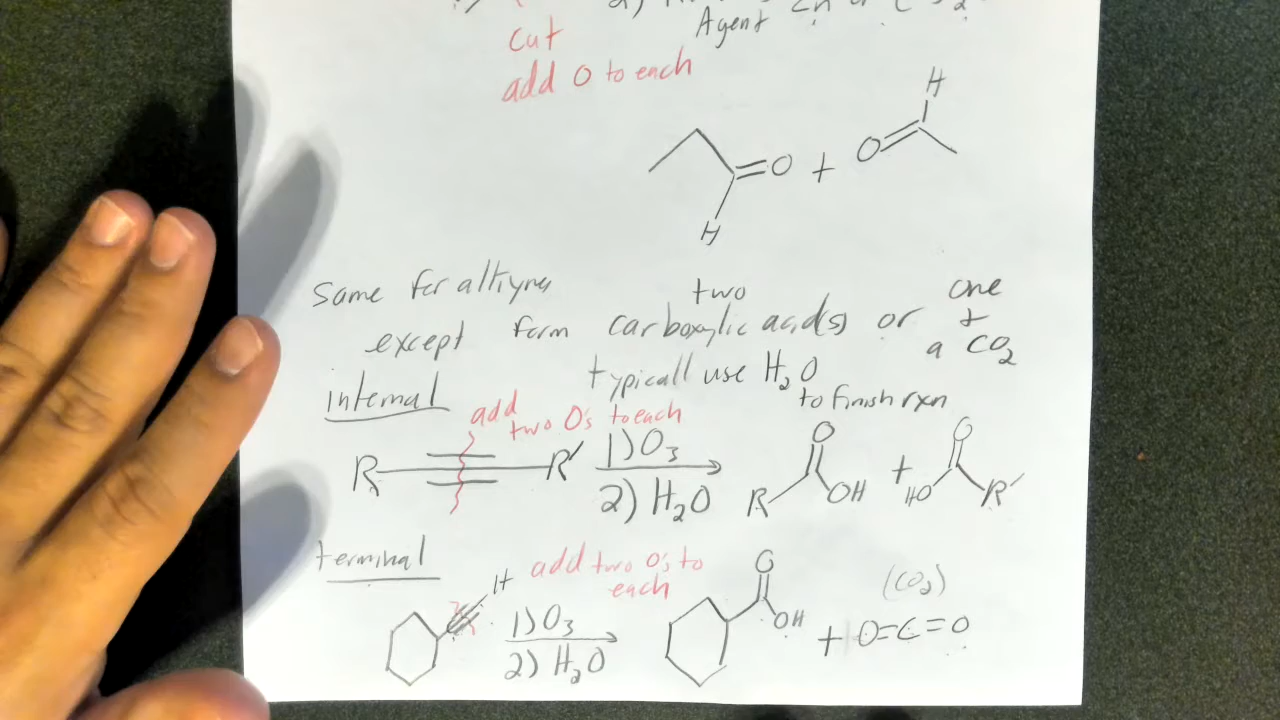 2)
Agent Zn
cut
add O to each
H
O + O
H
Same for alkynes
except form two carboxylic acid(s) or one + a CO2
typicall use H2O
to finish rxn
internal
add
two O's to each
R R' 1) O3
2) H2O
O
R OH + O
HO R'
terminal
add two O's to
each
H
1) O3
2) H2O
O
OH + O=C=O
(CO2)